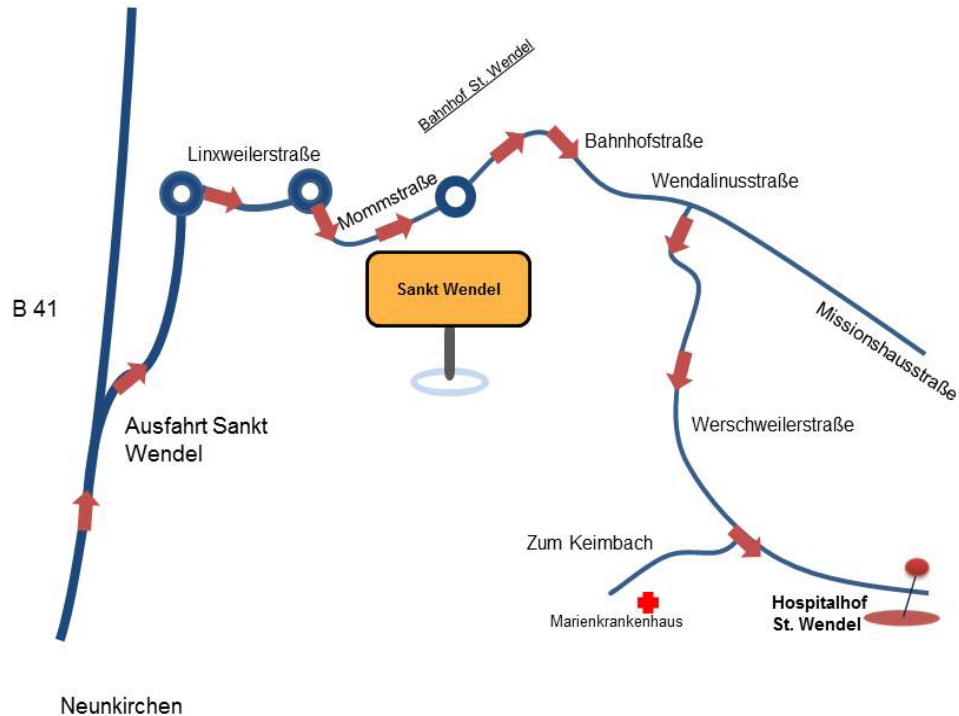 Bahnhof St. Wendel
Bahnhofstraße
Linxweilerstraße
Wendalinusstraße
Mommstraße
Sankt Wendel
B 41
Missionshausstraße
Ausfahrt Sankt
Wendel
Werschweilerstraße
Zum Keimbach
Marienkrankenhaus
Hospitalhof
St. Wendel
Neunkirchen